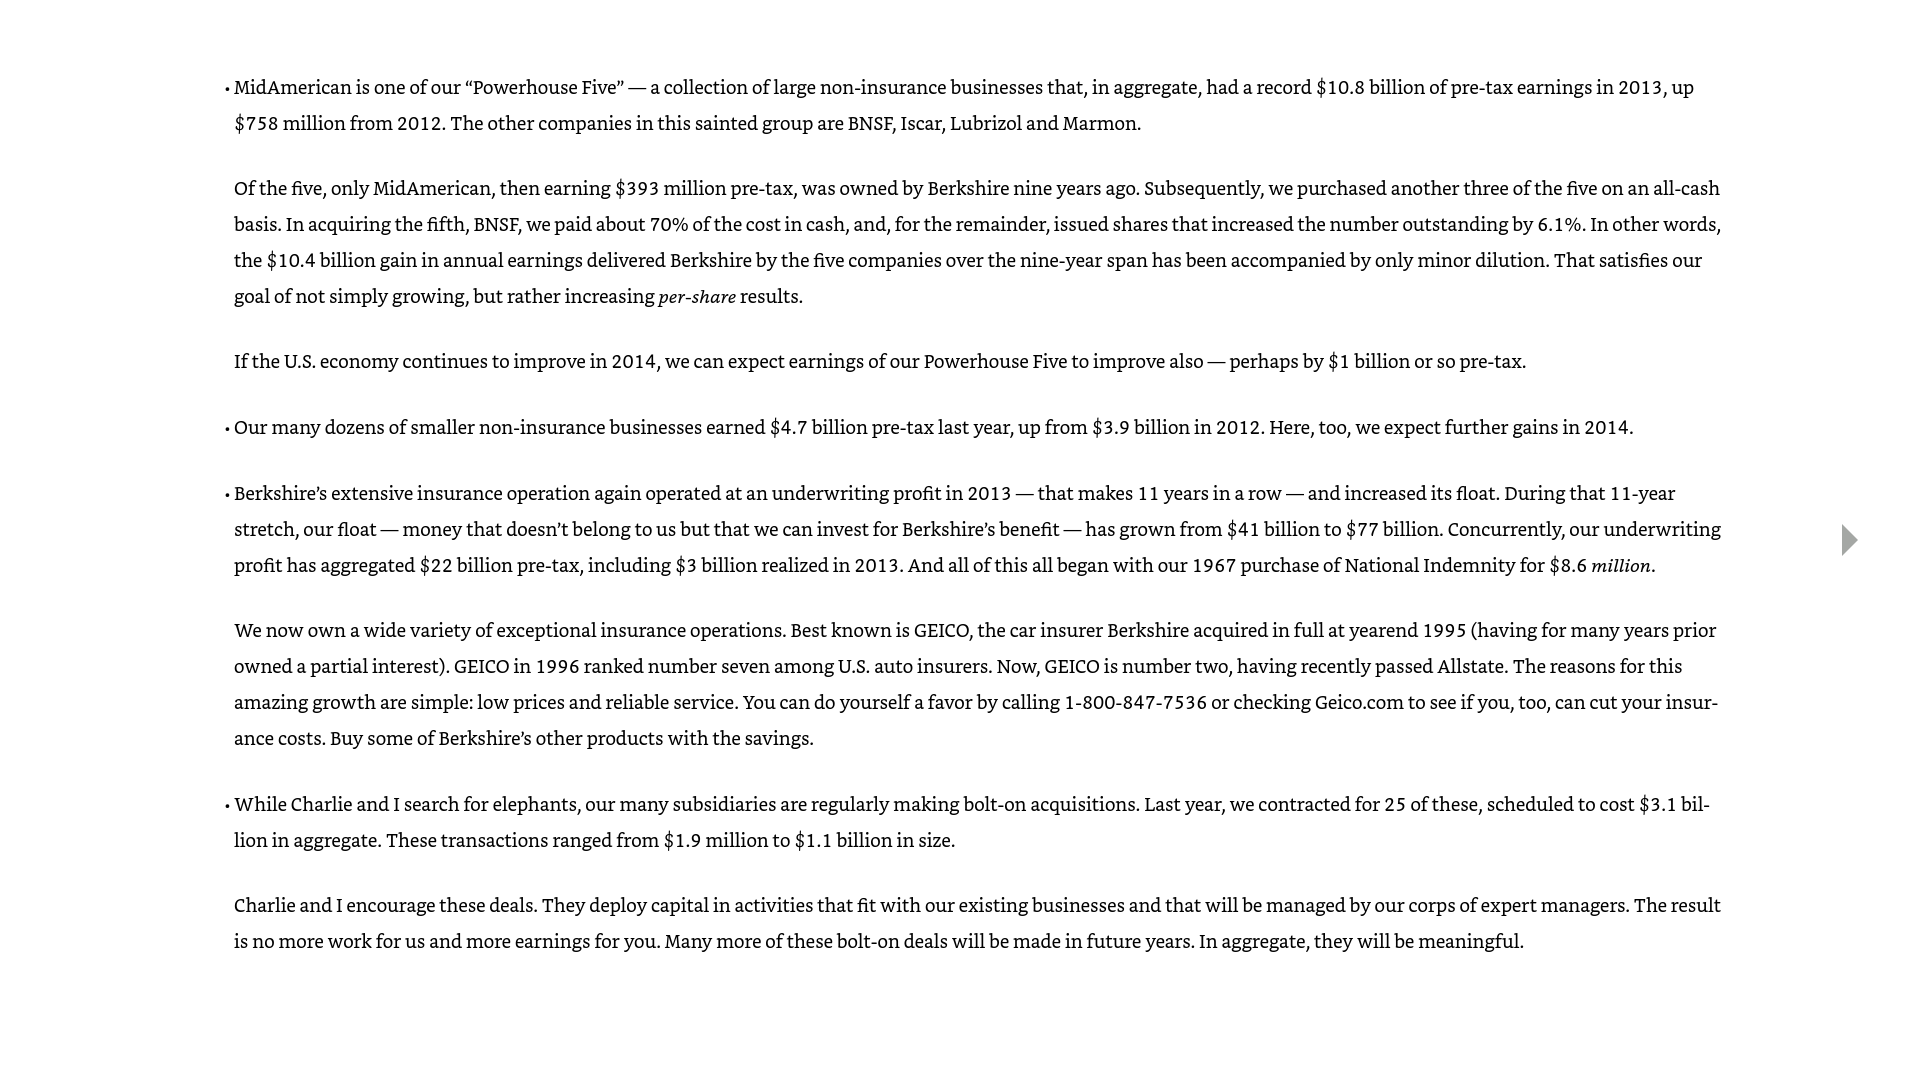 • MidAmerican is one of our “Powerhouse Five” — a collection of large non-insurance businesses that, in aggregate, had a record $10.8 billion of pre-tax earnings in 2013, up
$758 million from 2012. The other companies in this sainted group are BNSF, Iscar, Lubrizol and Marmon.
Of the five, only MidAmerican, then earning $393 million pre-tax, was owned by Berkshire nine years ago. Subsequently, we purchased another three of the five on an all-cash
basis. In acquiring the fifth, BNSF, we paid about 70% of the cost in cash, and, for the remainder, issued shares that increased the number outstanding by 6.1%. In other words,
the $10.4 billion gain in annual earnings delivered Berkshire by the five companies over the nine-year span has been accompanied by only minor dilution. That satisfies our
goal of not simply growing, but rather increasing per-share results.
If the U.S. economy continues to improve in 2014, we can expect earnings of our Powerhouse Five to improve also — perhaps by $1 billion or so pre-tax.
• Our many dozens of smaller non-insurance businesses earned $4.7 billion pre-tax last year, up from $3.9 billion in 2012. Here, too, we expect further gains in 2014.
• Berkshire’s extensive insurance operation again operated at an underwriting profit in 2013 — that makes 11 years in a row — and increased its float. During that 11-year
stretch, our float — money that doesn’t belong to us but that we can invest for Berkshire’s benefit — has grown from $41 billion to $77 billion. Concurrently, our underwriting
profit has aggregated $22 billion pre-tax, including $3 billion realized in 2013. And all of this all began with our 1967 purchase of National Indemnity for $8.6 million.
We now own a wide variety of exceptional insurance operations. Best known is GEICO, the car insurer Berkshire acquired in full at yearend 1995 (having for many years prior
owned a partial interest). GEICO in 1996 ranked number seven among U.S. auto insurers. Now, GEICO is number two, having recently passed Allstate. The reasons for this
amazing growth are simple: low prices and reliable service. You can do yourself a favor by calling 1-800-847-7536 or checking Geico.com to see if you, too, can cut your insur-
ance costs. Buy some of Berkshire’s other products with the savings.
• While Charlie and I search for elephants, our many subsidiaries are regularly making bolt-on acquisitions. Last year, we contracted for 25 of these, scheduled to cost $3.1 bil-
lion in aggregate. These transactions ranged from $1.9 million to $1.1 billion in size.
Charlie and I encourage these deals. They deploy capital in activities that fit with our existing businesses and that will be managed by our corps of expert managers. The result
is no more work for us and more earnings for you. Many more of these bolt-on deals will be made in future years. In aggregate, they will be meaningful.